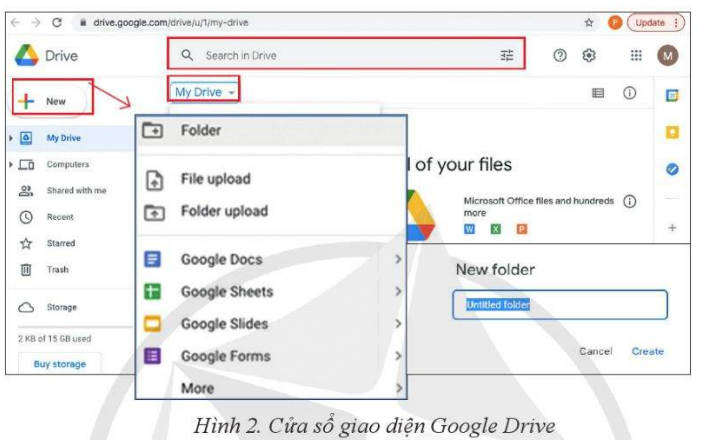 drive.google.com/drive/u/1/my-drive
P
Update
Drive
Search in Drive
M
New
My Drive
My Drive
Computers
Shared with me
Recent
Starred
Trash
Storage
2 KB of 15 GB used
Buy storage
Folder
File upload
Folder upload
Google Docs
Google Sheets
Google Slides
Google Forms
More
l of your files
Microsoft Office files and hundreds
more
W X P
New folder
Untitled folder
Cancel Create
Hình 2. Cửa sổ giao diện Google Drive